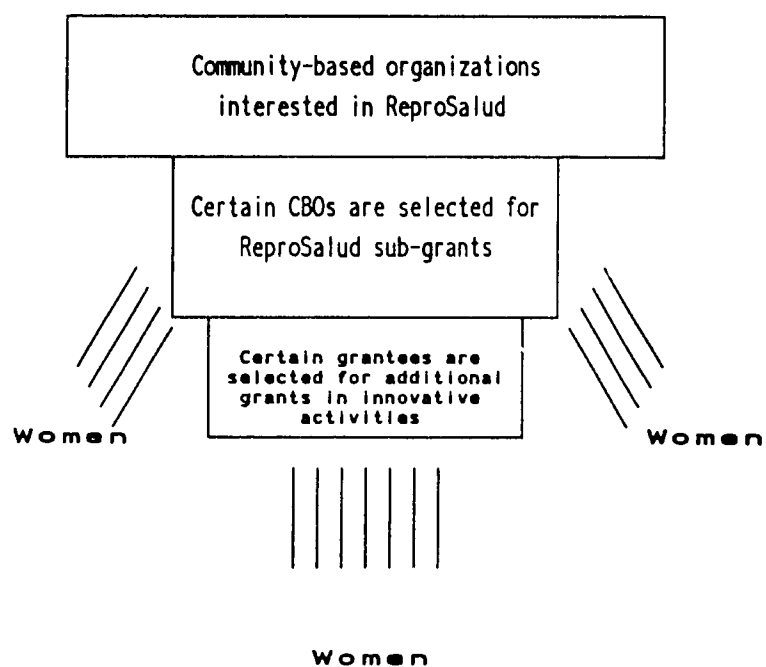 Community-based organizations
interested in ReproSalud
Certain CBOs are selected for
ReproSalud sub-grants
Certain grantees are
selected for additional
grants in innovative
activities
Women
Women
Women